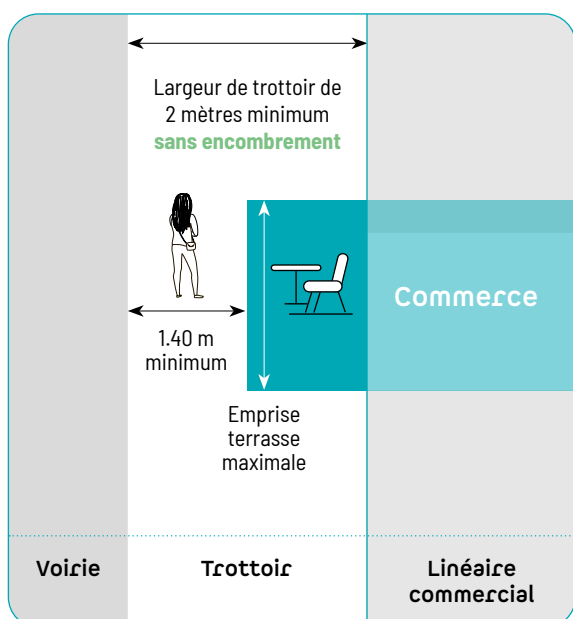 Largeur de trottoir de
2 mètres minimum
sans encombrement
Commerce
1.40 m
minimum
Emprise
terrasse
maximale
Voirie
Trottoir
Linéaire
commercial